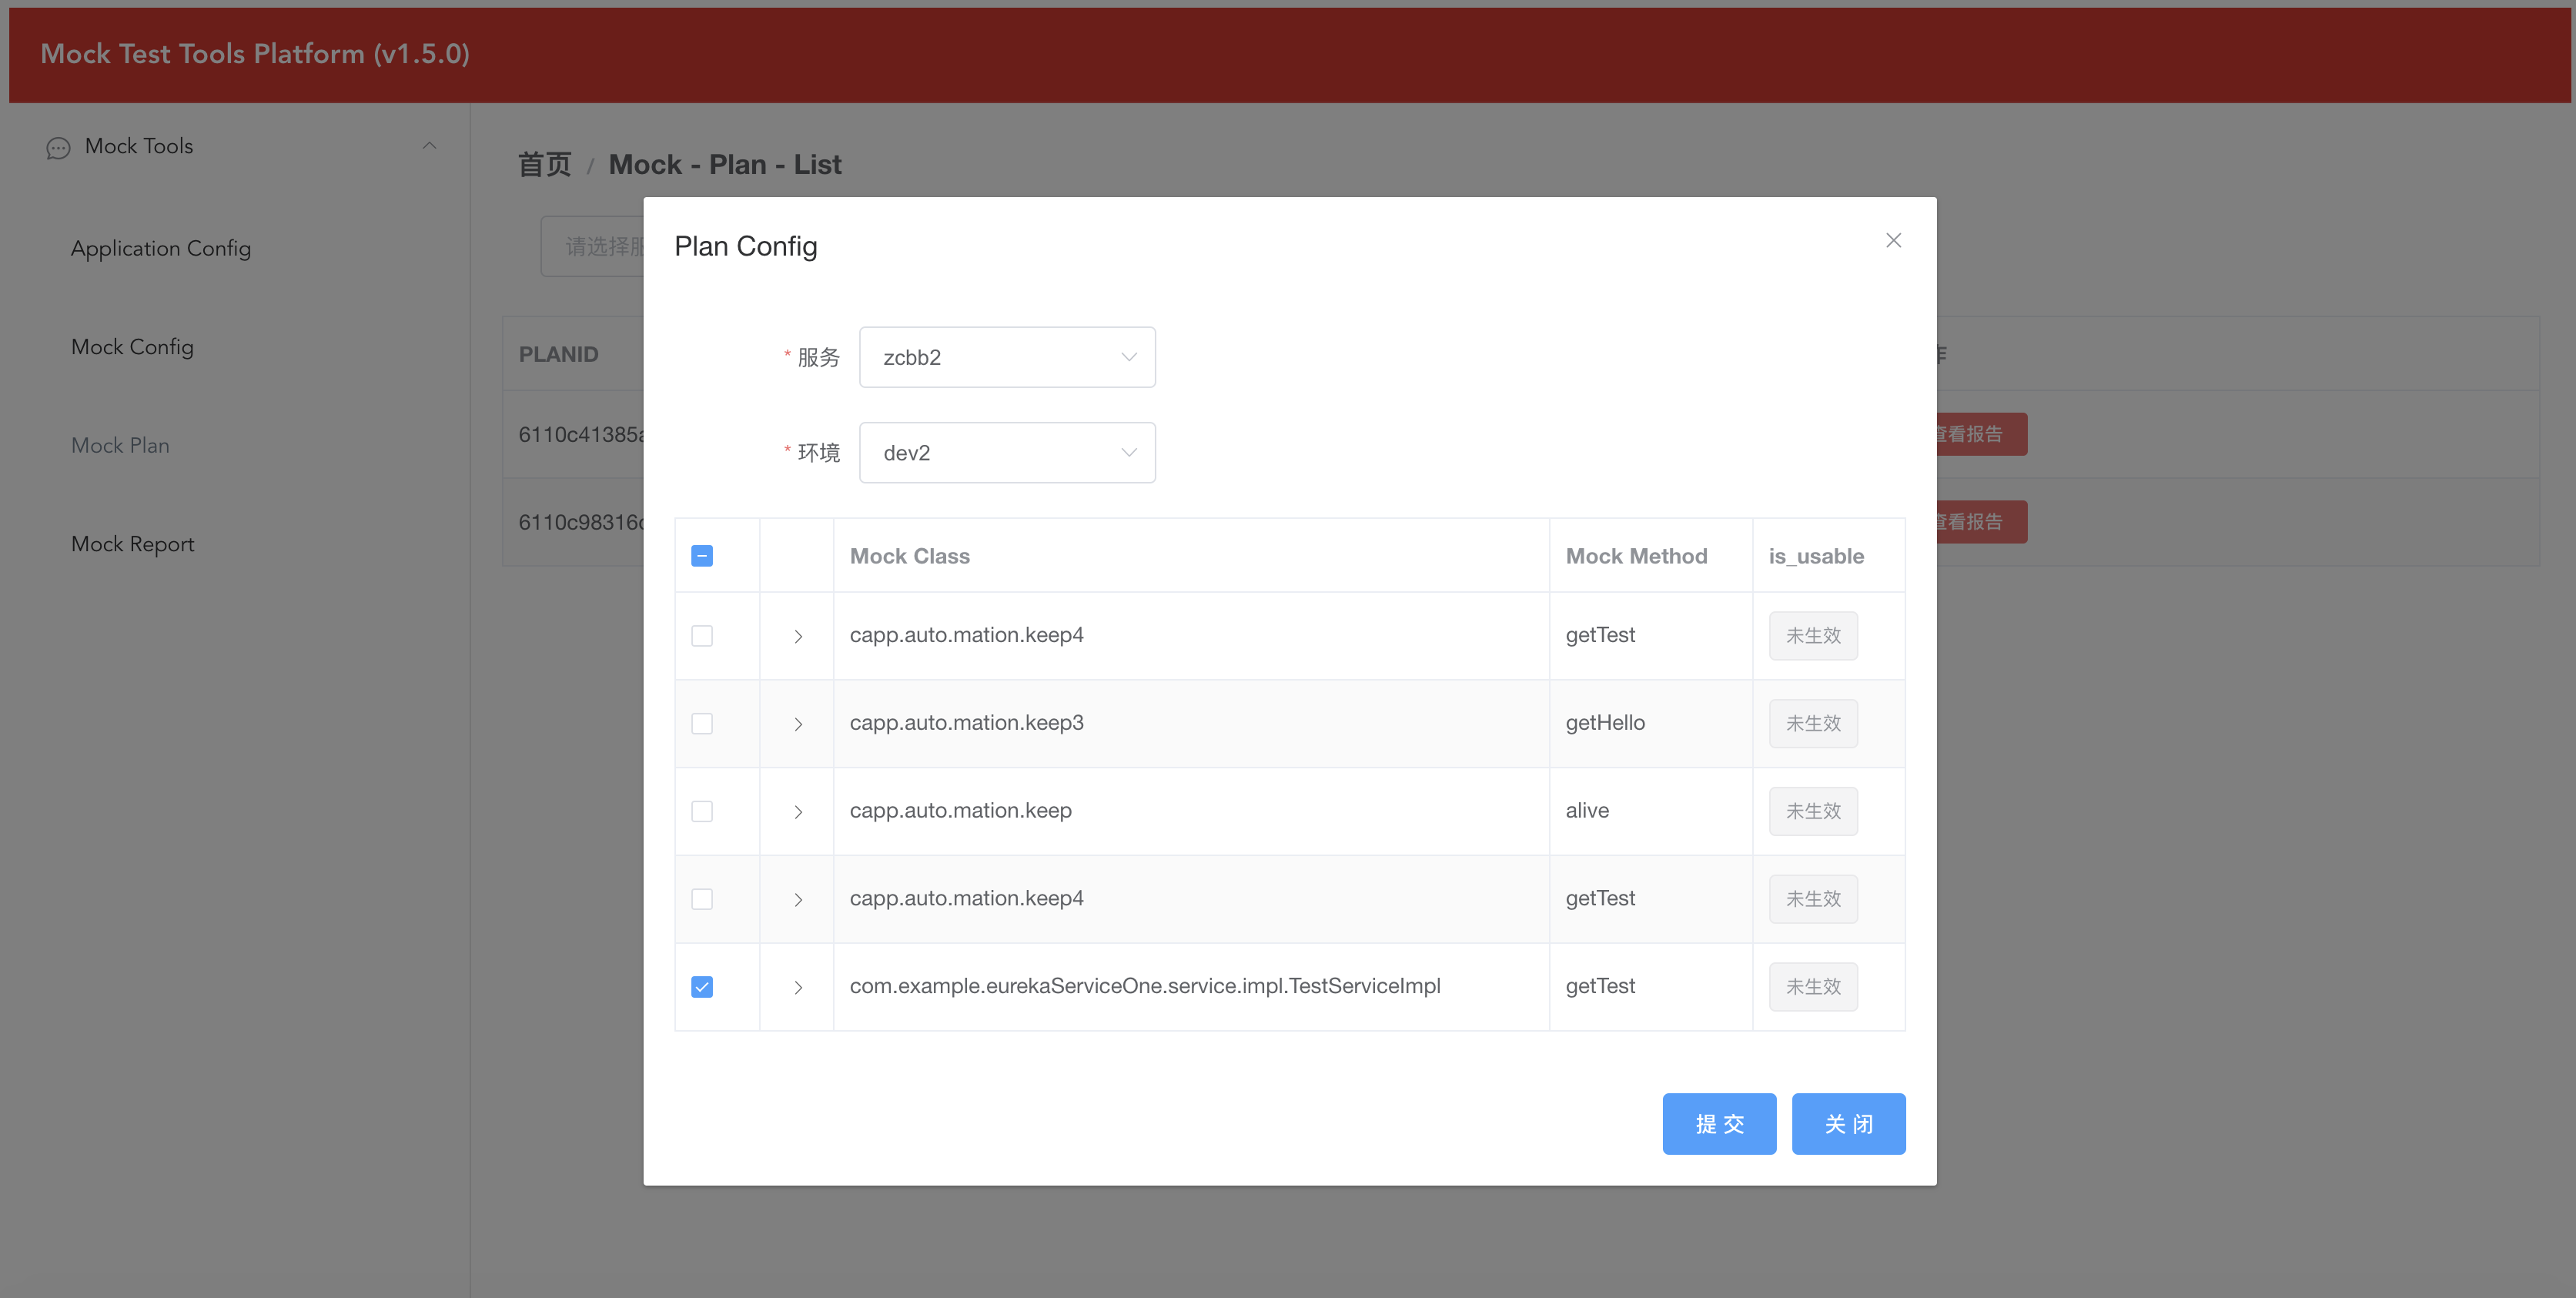 Mock Test Tools Platform (v1.5.0)
Mock Tools
Application Config
Mock Config
Mock Plan
Mock Report
首页 / Mock - Plan - List
请选择
PLANID
6110c41385a
查看报告
6110c98316c
查看报告
Plan Config
* 服务 zcbb2
* 环境 dev2
Mock Class Mock Method is_usable
capp.auto.mation.keep4 getTest 未生效
capp.auto.mation.keep3 getHello 未生效
capp.auto.mation.keep alive 未生效
capp.auto.mation.keep4 getTest 未生效
com.example.eurekaServiceOne.service.impl.TestServiceImpl getTest 未生效
提交 关闭